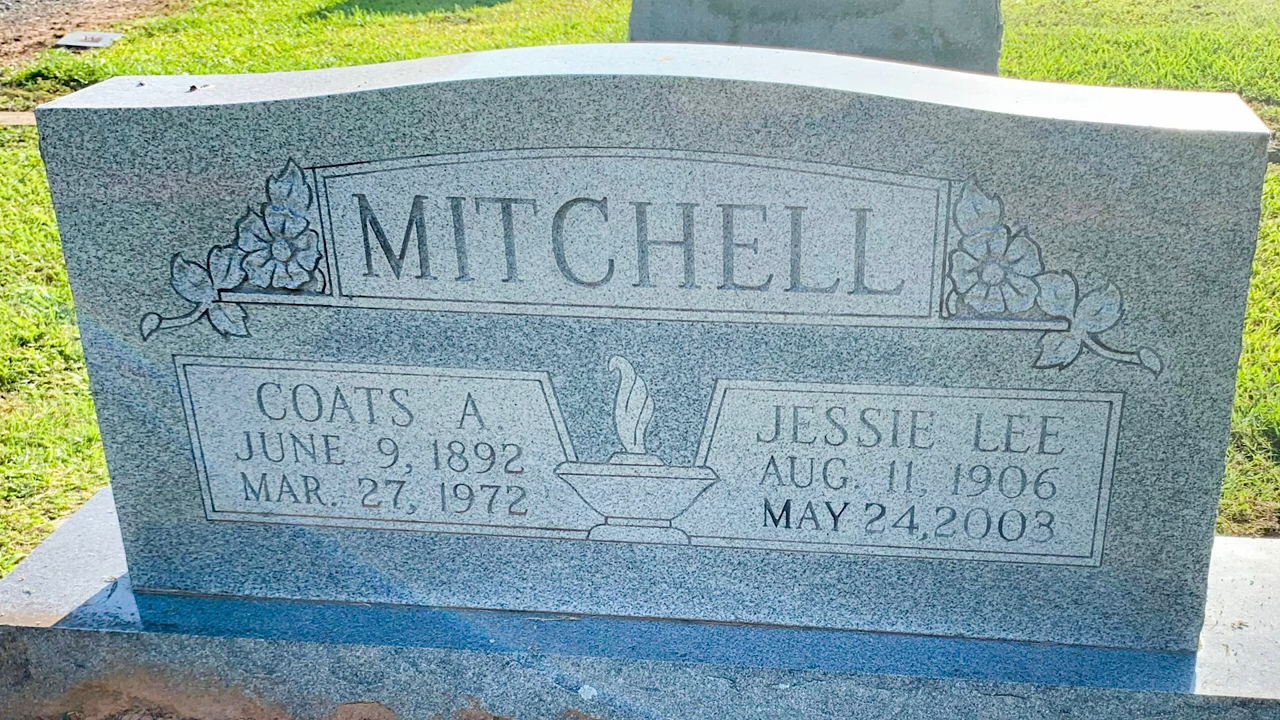 MITCHELL
COATS A.
JUNE 9, 1892
MAR. 27, 1972
JESSIE LEE
AUG. 11, 1906
MAY 24,2003